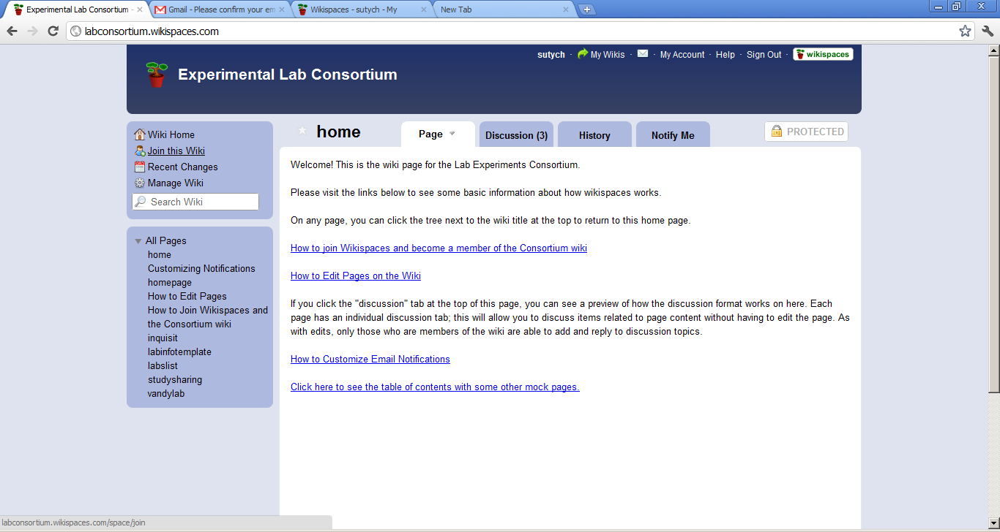 Experimental Lab Consortium -
Gmail - Please confirm your em
Wikispaces - sutych - My
New Tab
labconsortium.wikispaces.com
sutych · My Wikis · · My Account · Help · Sign Out · wikispaces
Experimental Lab Consortium
Wiki Home
Join this Wiki
Recent Changes
Manage Wiki
Search Wiki
All Pages
home
Customizing Notifications
homepage
How to Edit Pages
How to Join Wikispaces and
the Consortium wiki
inquisit
labinfotemplate
labslist
studysharing
vandylab
home
Page
Discussion (3)
History
Notify Me
PROTECTED
Welcome! This is the wiki page for the Lab Experiments Consortium.
Please visit the links below to see some basic information about how wikispaces works.
On any page, you can click the tree next to the wiki title at the top to return to this home page.
How to join Wikispaces and become a member of the Consortium wiki
How to Edit Pages on the Wiki
If you click the "discussion" tab at the top of this page, you can see a preview of how the discussion format works on here. Each
page has an individual discussion tab; this will allow you to discuss items related to page content without having to edit the page. As
with edits, only those who are members of the wiki are able to add and reply to discussion topics.
How to Customize Email Notifications
Click here to see the table of contents with some other mock pages.
labconsortium.wikispaces.com/space/join